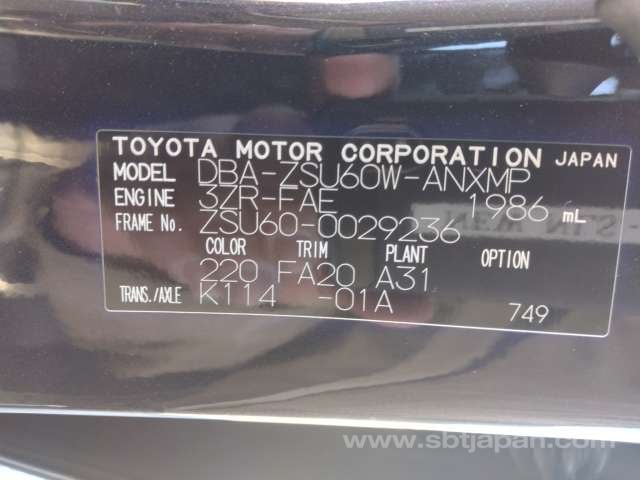 TOYOTA MOTOR CORPORATION JAPAN
MODEL DBA-ZSU60W-ANXMP
ENGINE 3ZR-FAE 1986 mL
FRAME No. ZSU60-0029236
COLOR TRIM PLANT OPTION
220 FA20 A31
TRANS./AXLE K114 -01A
749
www.sbtjapan.com